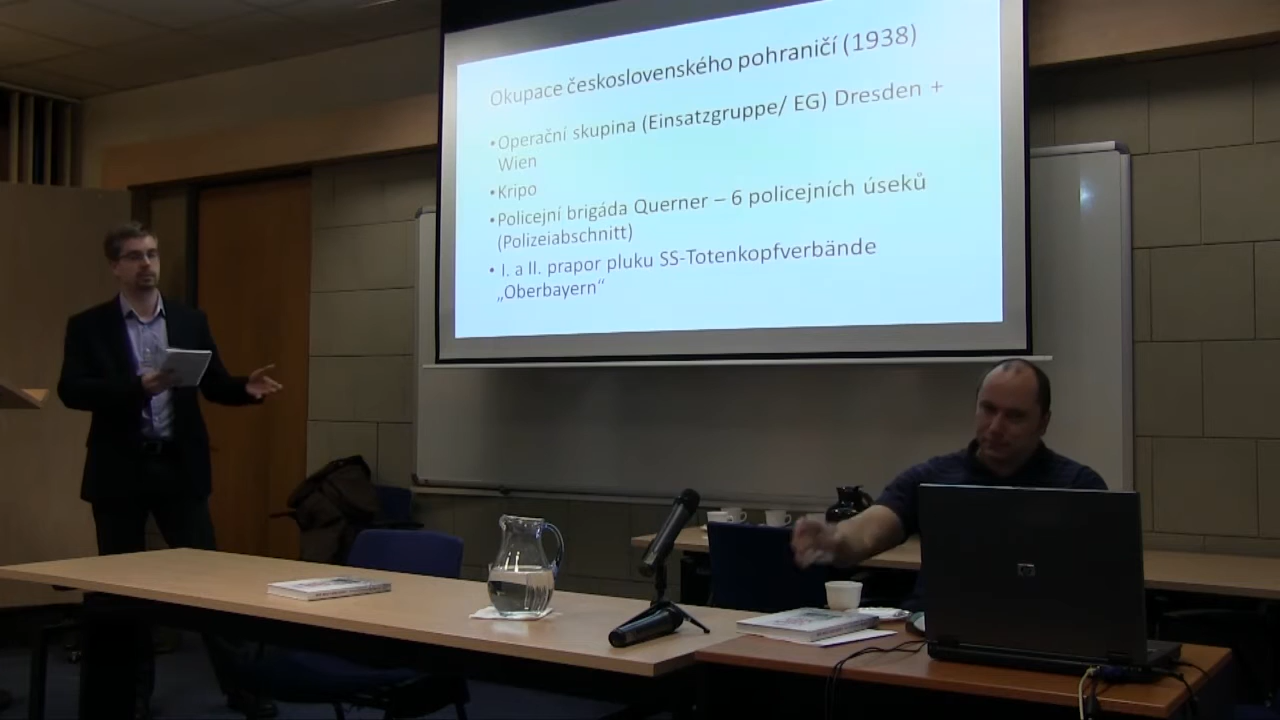 Okupace československého pohraničí (1938)
•Operační skupina (Einsatzgruppe/ EG) Dresden +
Wien
•Kripo
•Policejní brigáda Querner – 6 policejních úseků
(Polizeiabschnitt)
• I. a II. prapor pluku SS-Totenkopfverbände
„Oberbayern“
hp